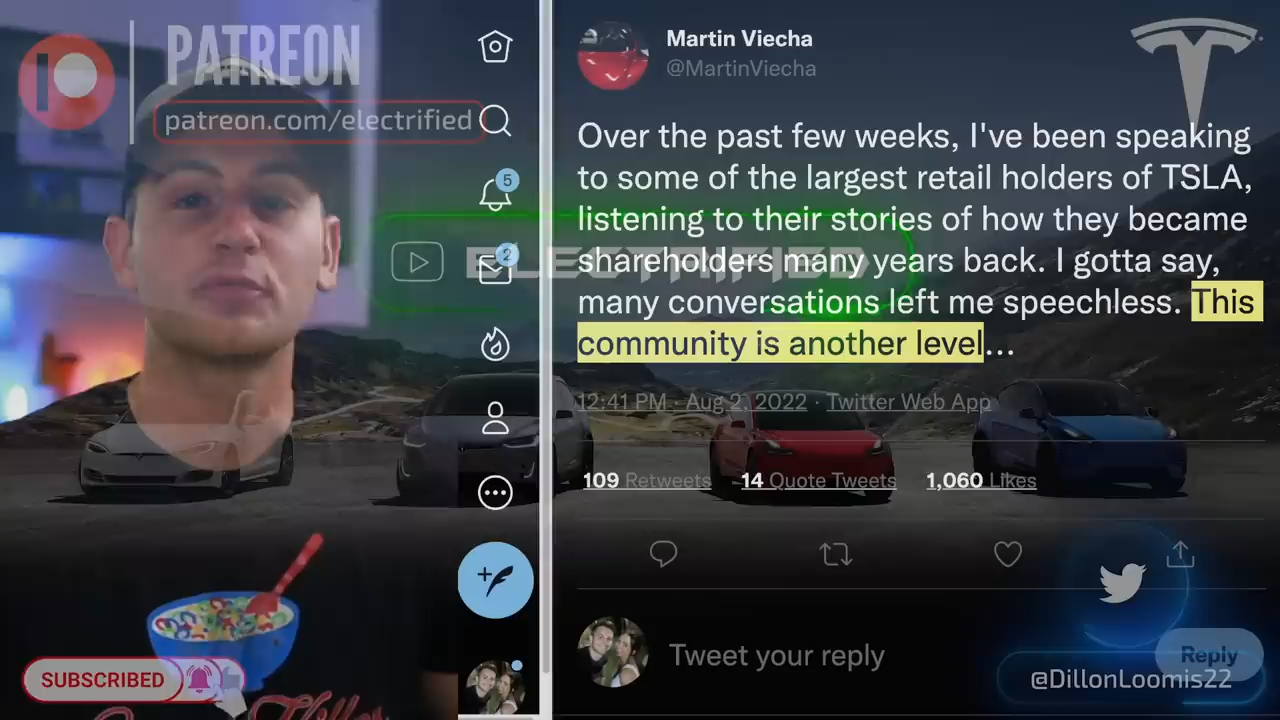 PATREON
patreon.com/electrified
5
2
ELECTRIFIED
Martin Viecha
@MartinViecha
Over the past few weeks, I've been speaking
to some of the largest retail holders of TSLA,
listening to their stories of how they became
shareholders many years back. I gotta say,
many conversations left me speechless. This
community is another level...
12:41 PM · Aug 2, 2022 · Twitter Web App
109 Retweets 14 Quote Tweets 1,060 Likes
Tweet your reply
Reply
@DillonLoomis22
SUBSCRIBED